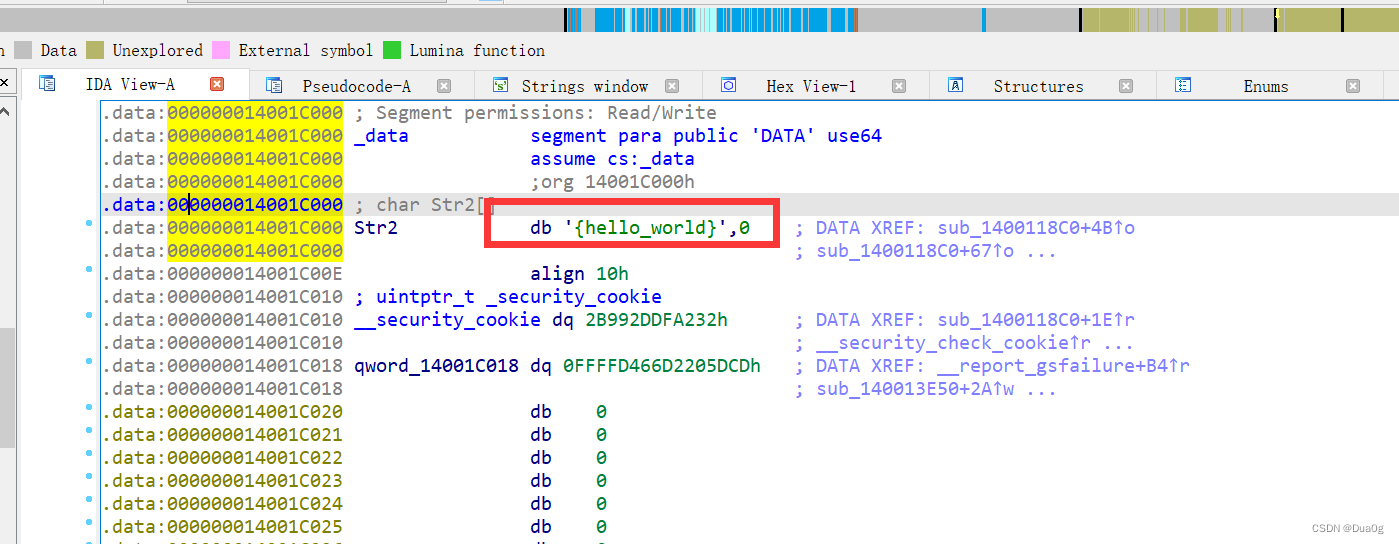 n Data Unexplored External symbol Lumina function
IDA View-A Pseudocode-A Strings window Hex View-1 Structures Enums
.data:000000014001C000 ; Segment permissions: Read/Write
.data:000000014001C000 _data segment para public 'DATA' use64
.data:000000014001C000 assume cs:_data
.data:000000014001C000 ;org 14001C000h
.data:000000014001C000 ; char Str2[]
.data:000000014001C000 Str2 db '{hello_world}',0 ; DATA XREF: sub_1400118C0+4B↑o
.data:000000014001C000 ; sub_1400118C0+67↑o ...
.data:000000014001C00E align 10h
.data:000000014001C010 ; uintptr_t _security_cookie
.data:000000014001C010 __security_cookie dq 2B992DDFA232h ; DATA XREF: sub_1400118C0+1E↑r
.data:000000014001C010 ; __security_check_cookie↑r ...
.data:000000014001C018 qword_14001C018 dq 0FFFFD466D2205DCDh ; DATA XREF: __report_gsfailure+B4↑r
.data:000000014001C018 ; sub_140013E50+2A↑w ...
.data:000000014001C020 db 0
.data:000000014001C021 db 0
.data:000000014001C022 db 0
.data:000000014001C023 db 0
.data:000000014001C024 db 0
.data:000000014001C025 db 0
CSDN @Dua0g